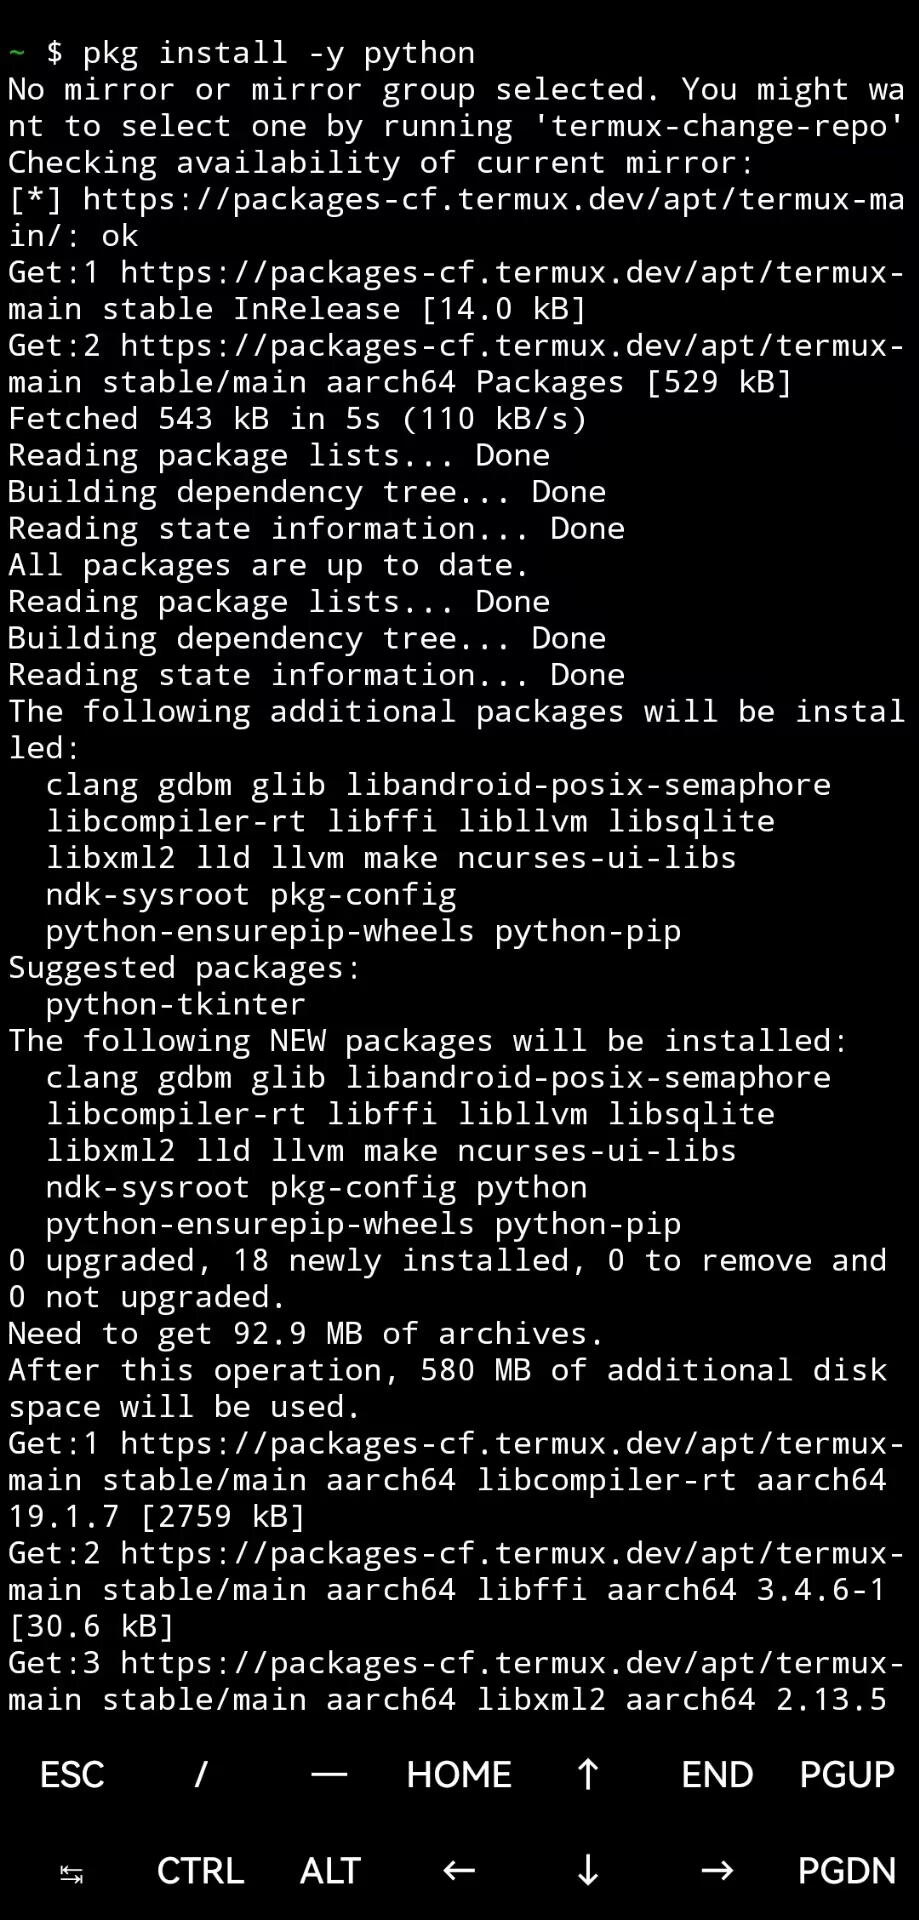 ~ $ pkg install -y python
No mirror or mirror group selected. You might wa
nt to select one by running 'termux-change-repo'
Checking availability of current mirror:
[*] https://packages-cf.termux.dev/apt/termux-ma
in/: ok
Get:1 https://packages-cf.termux.dev/apt/termux-
main stable InRelease [14.0 kB]
Get:2 https://packages-cf.termux.dev/apt/termux-
main stable/main aarch64 Packages [529 kB]
Fetched 543 kB in 5s (110 kB/s)
Reading package lists... Done
Building dependency tree... Done
Reading state information... Done
All packages are up to date.
Reading package lists... Done
Building dependency tree... Done
Reading state information... Done
The following additional packages will be instal
led:
  clang gdbm glib libandroid-posix-semaphore
  libcompiler-rt libffi libllvm libsqlite
  libxml2 lld llvm make ncurses-ui-libs
  ndk-sysroot pkg-config
  python-ensurepip-wheels python-pip
Suggested packages:
  python-tkinter
The following NEW packages will be installed:
  clang gdbm glib libandroid-posix-semaphore
  libcompiler-rt libffi libllvm libsqlite
  libxml2 lld llvm make ncurses-ui-libs
  ndk-sysroot pkg-config python
  python-ensurepip-wheels python-pip
0 upgraded, 18 newly installed, 0 to remove and
0 not upgraded.
Need to get 92.9 MB of archives.
After this operation, 580 MB of additional disk
space will be used.
Get:1 https://packages-cf.termux.dev/apt/termux-
main stable/main aarch64 libcompiler-rt aarch64
19.1.7 [2759 kB]
Get:2 https://packages-cf.termux.dev/apt/termux-
main stable/main aarch64 libffi aarch64 3.4.6-1
[30.6 kB]
Get:3 https://packages-cf.termux.dev/apt/termux-
main stable/main aarch64 libxml2 aarch64 2.13.5
ESC / — HOME ↑ END PGUP
↹ CTRL ALT ← ↓ → PGDN